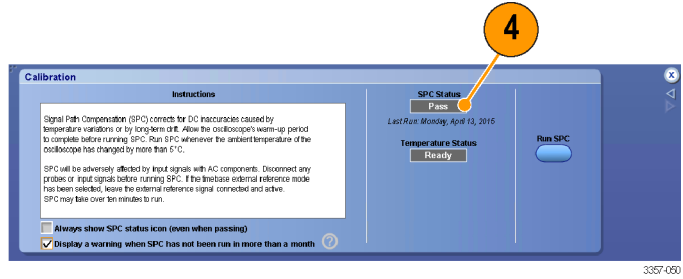 4
Calibration
Instructions
Signal Path Compensation (SPC) corrects for DC inaccuracies caused by
temperature variations or by long-term drift. Allow the oscilloscope's warm-up period
to complete before running SPC. Run SPC whenever the ambient temperature of the
oscilloscope has changed by more than 5°C.
SPC will be adversely affected by input signals with AC components. Disconnect any
probes or input signals before running SPC. If the timebase external reference mode
has been selected, leave the external reference signal connected and active.
SPC may take over ten minutes to run.
Always show SPC status icon (even when passing)
Display a warning when SPC has not been run in more than a month
?
SPC Status
Pass
Last Run: Monday, April 13, 2015
Temperature Status
Ready
Run SPC
X
3357-050